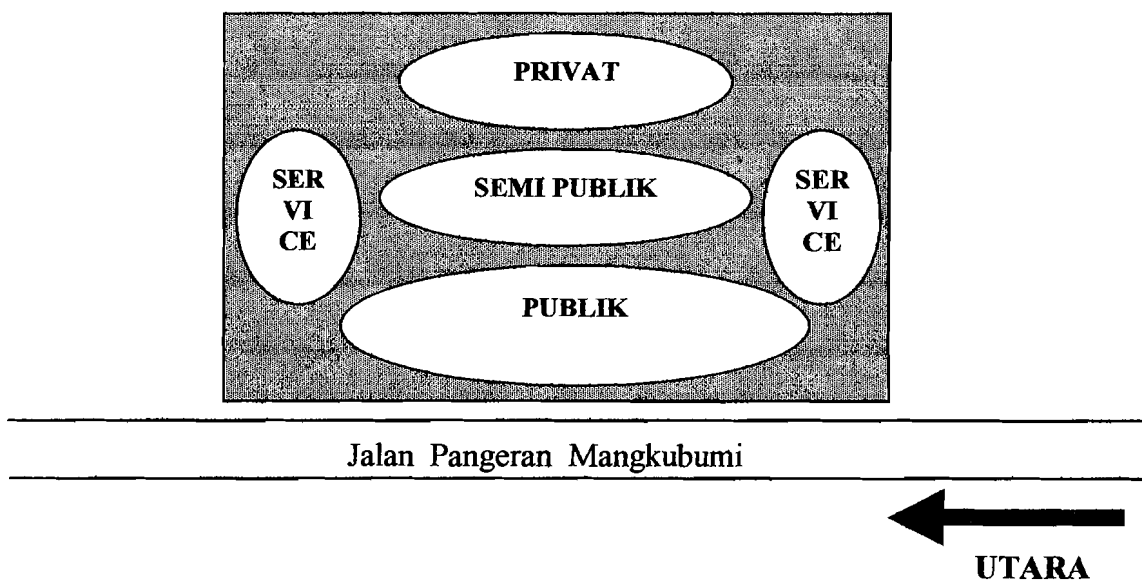 PRIVAT
SER
VI
CE
SEMI PUBLIK
SER
VI
CE
PUBLIK
Jalan Pangeran Mangkubumi
UTARA